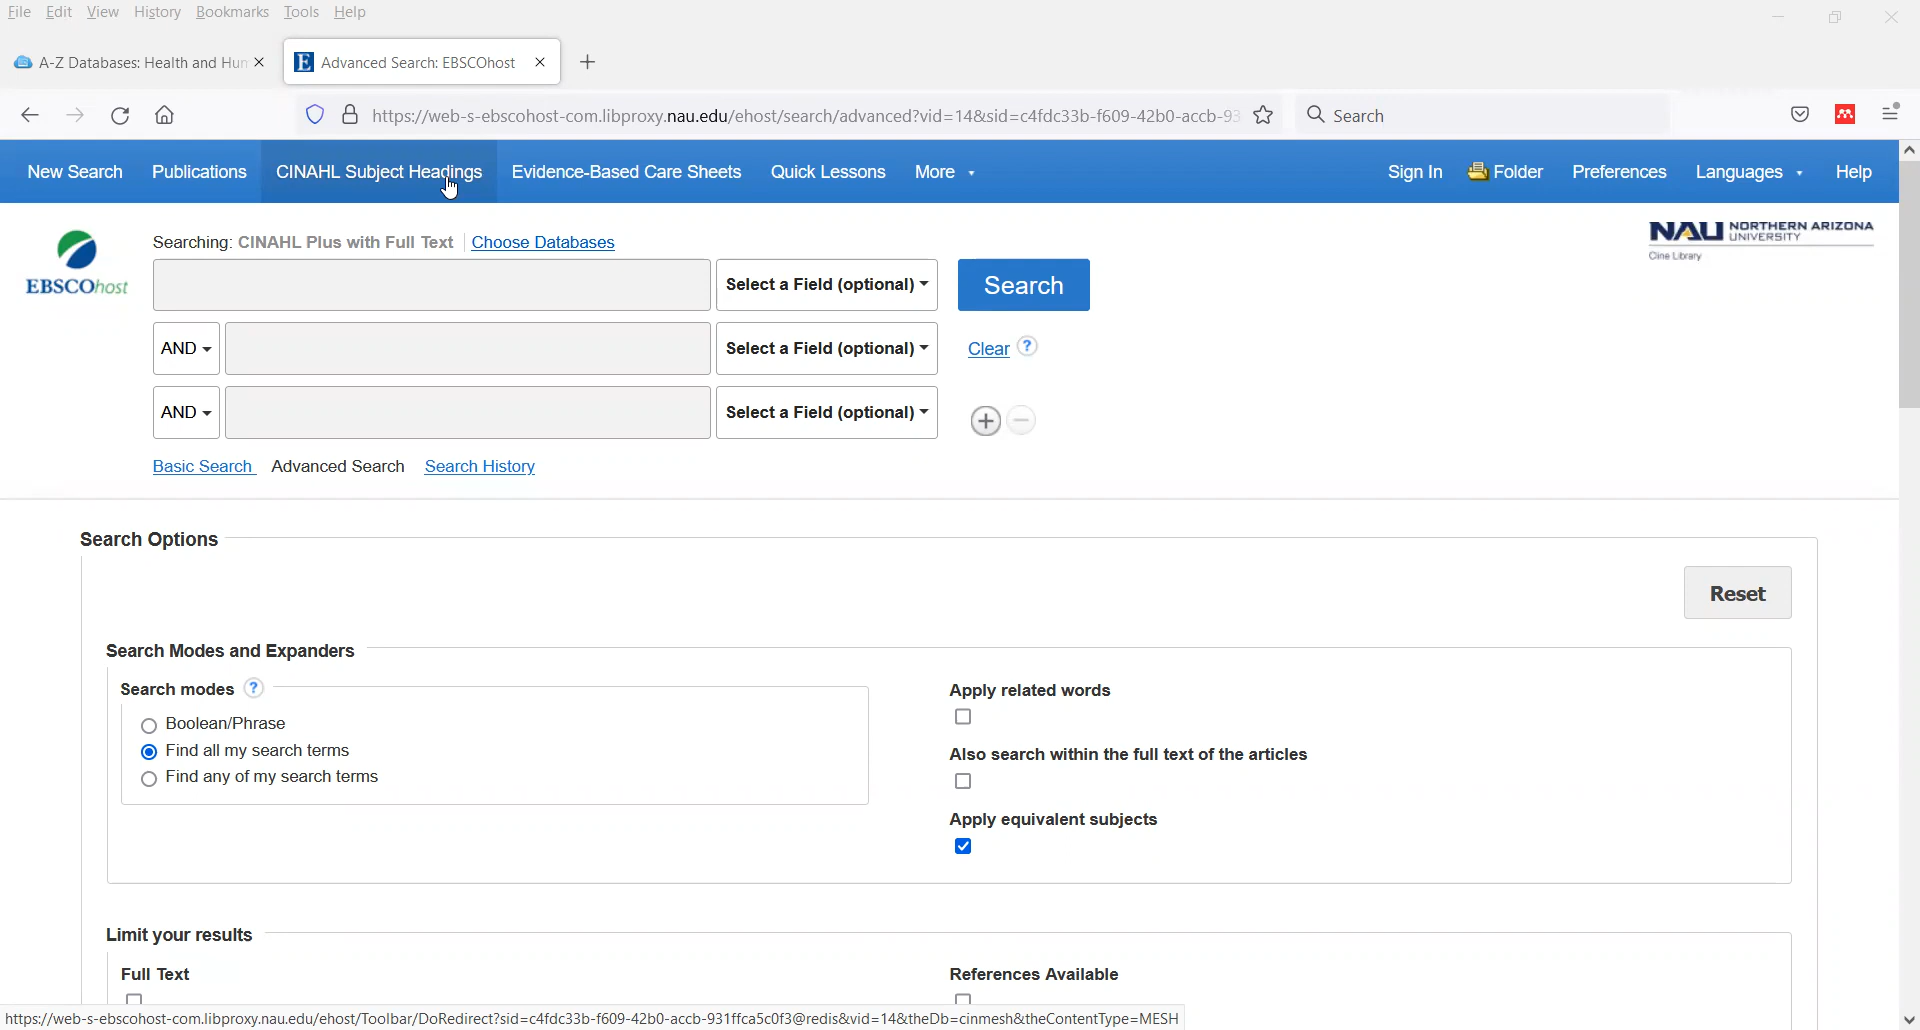 File Edit View History Bookmarks Tools Help
A-Z Databases: Health and Hum
E Advanced Search: EBSCOhost
https://web-s-ebscohost-com.libproxy.nau.edu/ehost/search/advanced?vid=14&sid=c4fdc33b-f609-42b0-accb-93
Search
New Search Publications CINAHL Subject Headings Evidence-Based Care Sheets Quick Lessons More Sign In Folder Preferences Languages Help
EBSCOhost
Searching: CINAHL Plus with Full Text Choose Databases
NAU NORTHERN ARIZONA UNIVERSITY
Cline Library
Select a Field (optional) Search
AND Select a Field (optional) Clear ?
AND Select a Field (optional)
Basic Search Advanced Search Search History
Search Options
Reset
Search Modes and Expanders
Search modes ?
Boolean/Phrase
Find all my search terms
Find any of my search terms
Apply related words
Also search within the full text of the articles
Apply equivalent subjects
Limit your results
Full Text
References Available
https://web-s-ebscohost-com.libproxy.nau.edu/ehost/Toolbar/DoRedirect?sid=c4fdc33b-f609-42b0-accb-931ffca5c0f3@redis&vid=14&theDb=cinmesh&theContentType=MESH